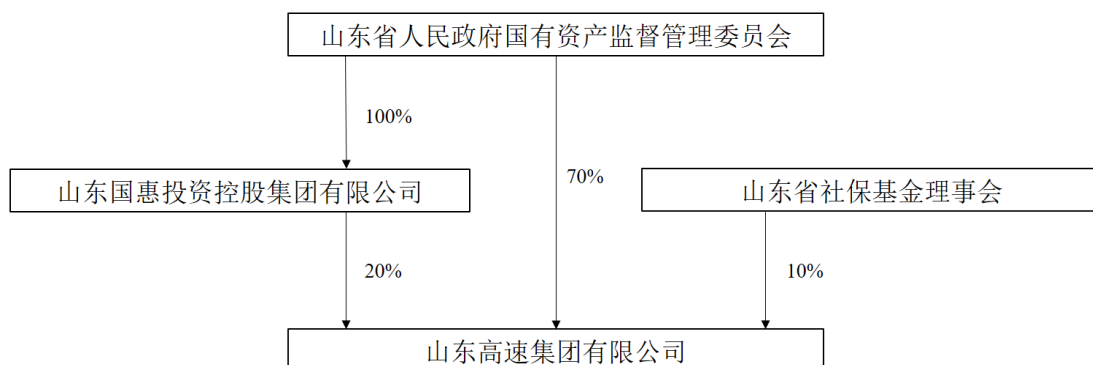 山东省人民政府国有资产监督管理委员会
100%
70%
山东国惠投资控股集团有限公司
山东省社保基金理事会
20%
10%
山东高速集团有限公司